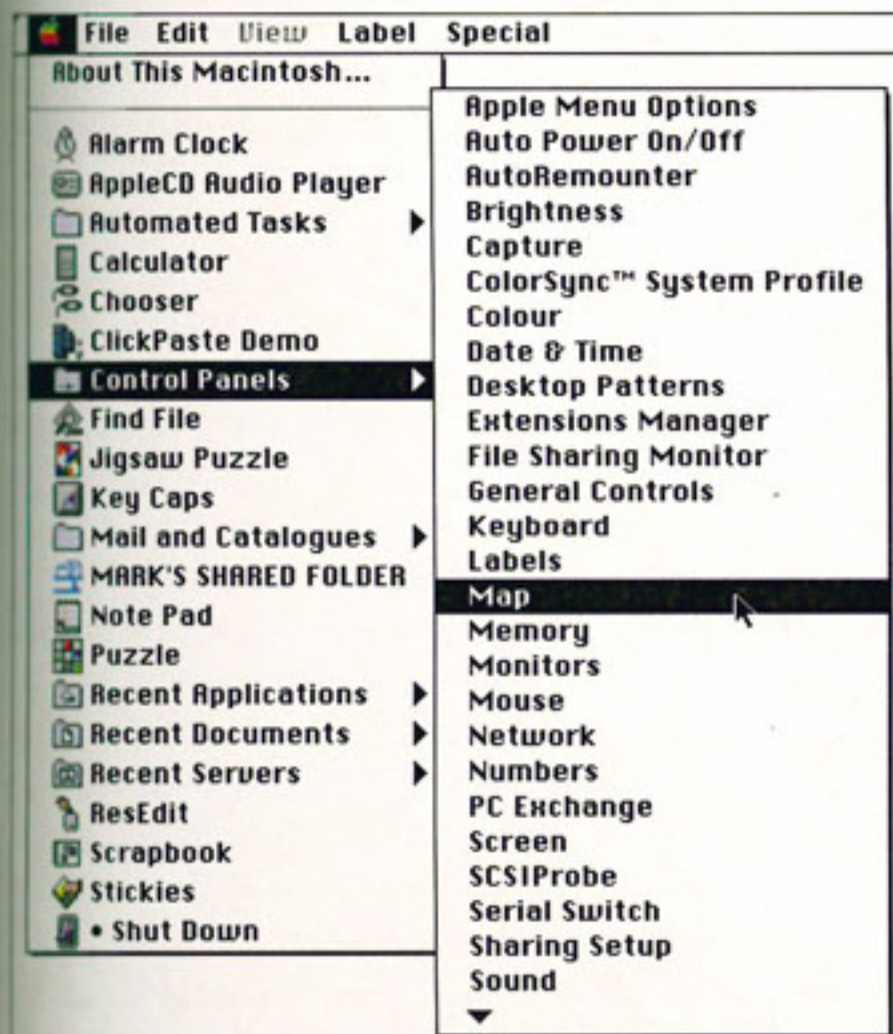 File Edit View Label Special
About This Macintosh...
Alarm Clock
AppleCD Audio Player
Automated Tasks
Calculator
Chooser
ClickPaste Demo
Control Panels
Find File
Jigsaw Puzzle
Key Caps
Mail and Catalogues
MARK'S SHARED FOLDER
Note Pad
Puzzle
Recent Applications
Recent Documents
Recent Servers
ResEdit
Scrapbook
Stickies
• Shut Down
Apple Menu Options
Auto Power On/Off
AutoRemounter
Brightness
Capture
ColorSync™ System Profile
Colour
Date & Time
Desktop Patterns
Extensions Manager
File Sharing Monitor
General Controls
Keyboard
Labels
Map
Memory
Monitors
Mouse
Network
Numbers
PC Exchange
Screen
SCSIProbe
Serial Switch
Sharing Setup
Sound